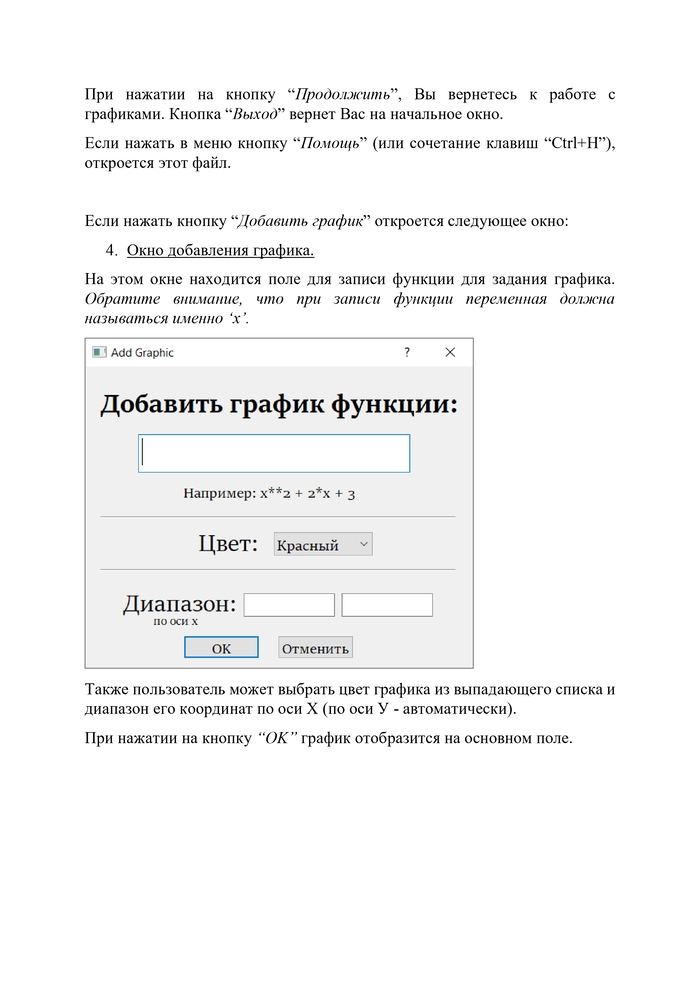 При нажатии на кнопку “Продолжить”, Вы вернетесь к работе с
графиками. Кнопка “Выход” вернет Вас на начальное окно.
Если нажать в меню кнопку “Помощь” (или сочетание клавиш “Ctrl+H”),
откроется этот файл.
Если нажать кнопку “Добавить график” откроется следующее окно:
4. Окно добавления графика.
На этом окне находится поле для записи функции для задания графика.
Обратите внимание, что при записи функции переменная должна
называться именно ‘x’.
Add Graphic ?
Добавить график функции:
Например: x**2 + 2*x + 3
Цвет: Красный
Диапазон:
по оси x
OK Отменить
Также пользователь может выбрать цвет графика из выпадающего списка и
диапазон его координат по оси X (по оси У - автоматически).
При нажатии на кнопку “OK” график отобразится на основном поле.